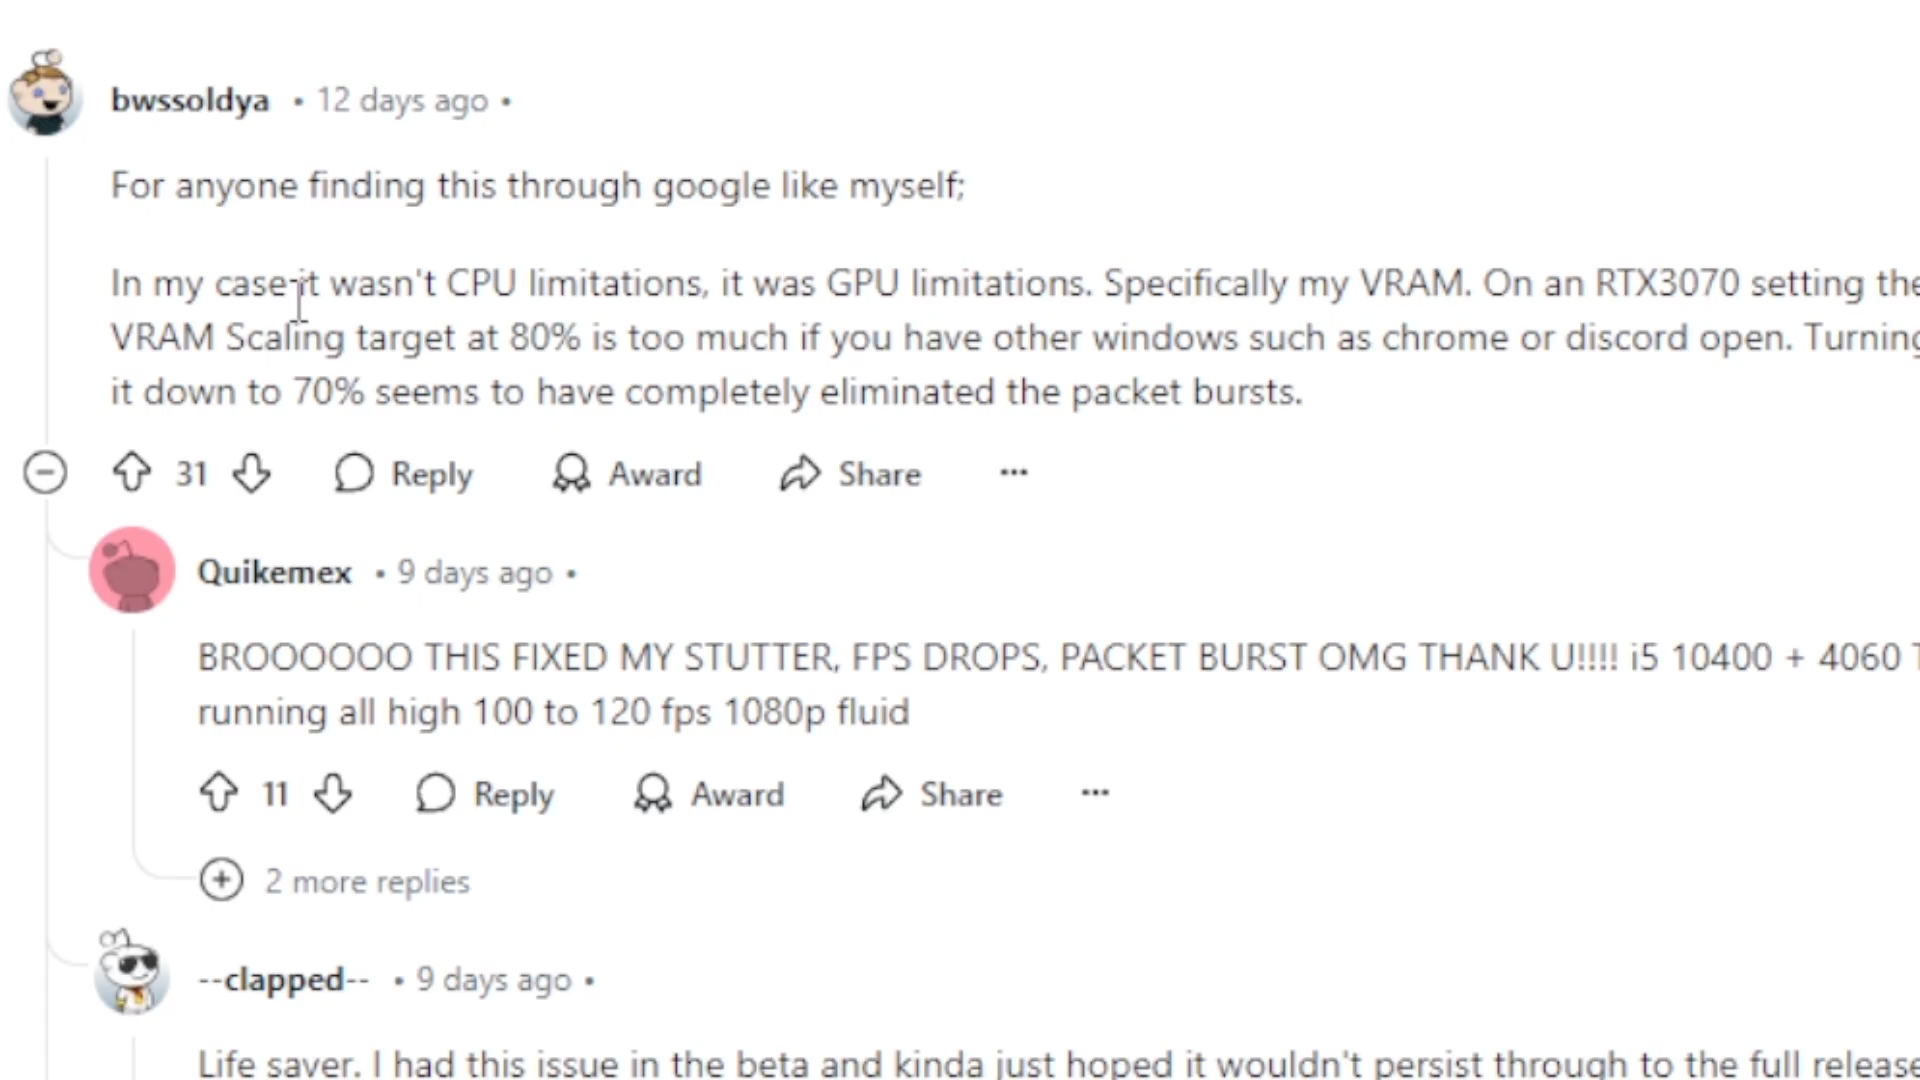 bwssoldya • 12 days ago •
For anyone finding this through google like myself;
In my case it wasn't CPU limitations, it was GPU limitations. Specifically my VRAM. On an RTX3070 setting the
VRAM Scaling target at 80% is too much if you have other windows such as chrome or discord open. Turning
it down to 70% seems to have completely eliminated the packet bursts.
31 Reply Award Share ...
Quikemex • 9 days ago •
BROOOOOO THIS FIXED MY STUTTER, FPS DROPS, PACKET BURST OMG THANK U!!!! i5 10400 + 4060 T
running all high 100 to 120 fps 1080p fluid
11 Reply Award Share ...
2 more replies
--clapped-- • 9 days ago •
Life saver. I had this issue in the beta and kinda just hoped it wouldn't persist through to the full release